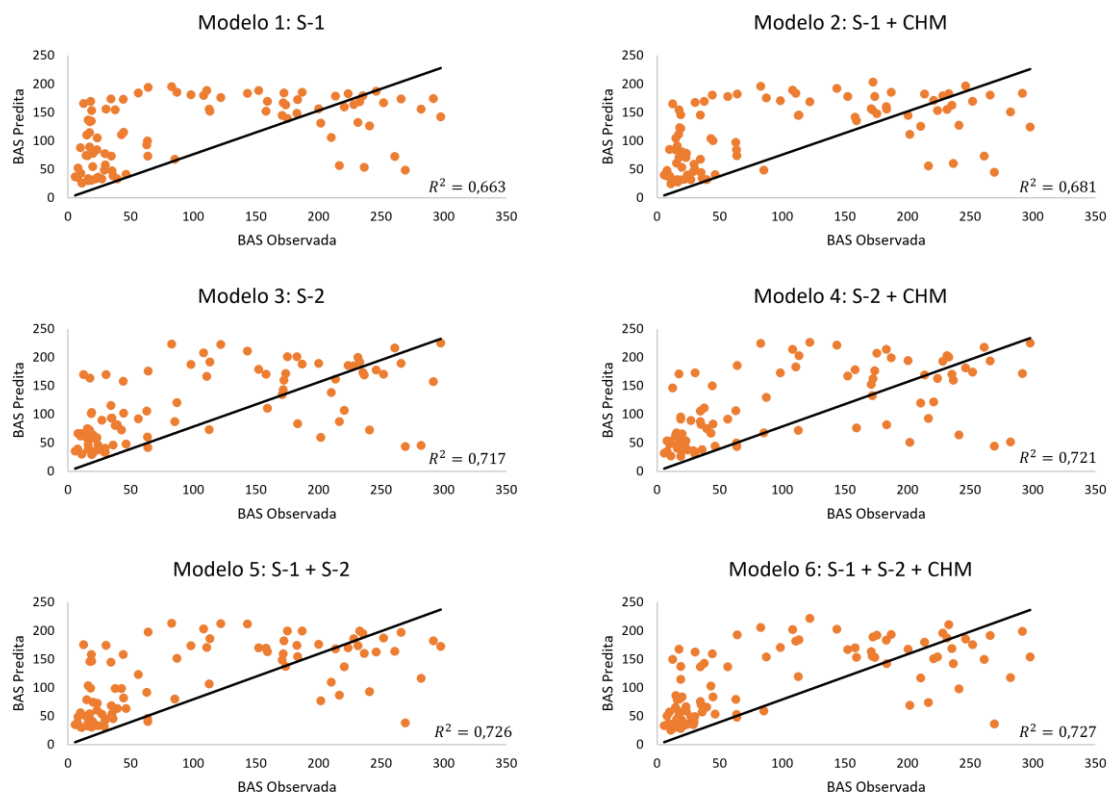 Modelo 1: S-1
250
200
150
100
50
0
BAS Predita
0 50 100 150 200 250 300 350
BAS Observada
R² = 0,663
Modelo 2: S-1 + CHM
250
200
150
100
50
0
BAS Predita
0 50 100 150 200 250 300 350
BAS Observada
R² = 0,681
Modelo 3: S-2
250
200
150
100
50
0
BAS Predita
0 50 100 150 200 250 300 350
BAS Observada
R² = 0,717
Modelo 4: S-2 + CHM
250
200
150
100
50
0
BAS Predita
0 50 100 150 200 250 300 350
BAS Observada
R² = 0,721
Modelo 5: S-1 + S-2
250
200
150
100
50
0
BAS Predita
0 50 100 150 200 250 300 350
BAS Observada
R² = 0,726
Modelo 6: S-1 + S-2 + CHM
250
200
150
100
50
0
BAS Predita
0 50 100 150 200 250 300 350
BAS Observada
R² = 0,727